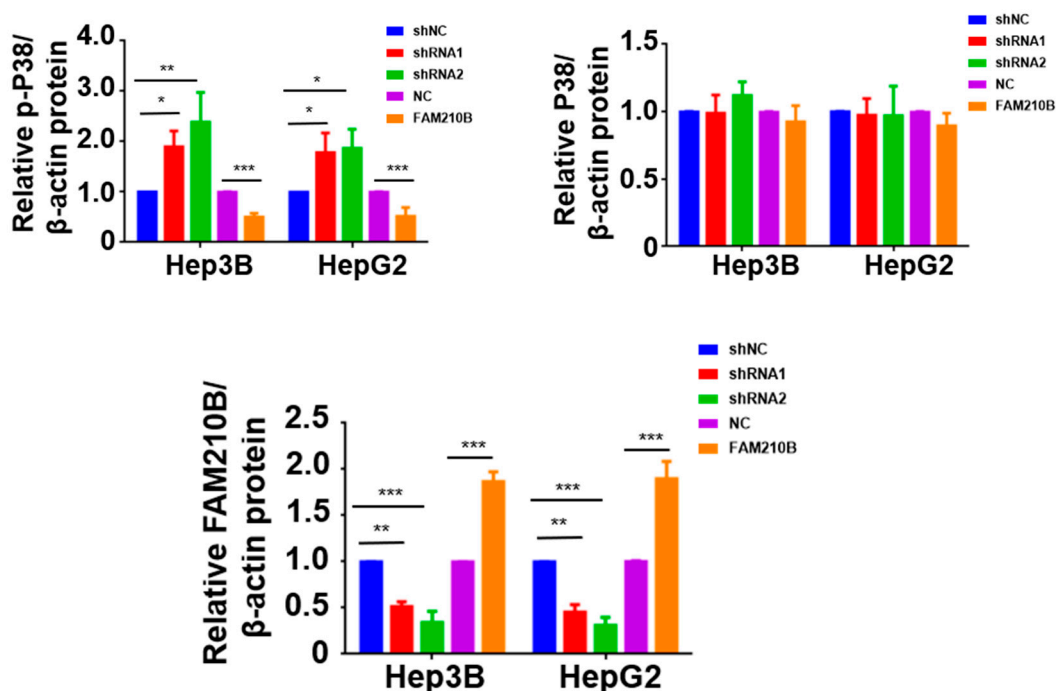 Relative p-P38/
β-actin protein
4.0
3.0
2.0
1.0
0
**
*
*
*
***
***
Hep3B
HepG2
shNC
shRNA1
shRNA2
NC
FAM210B
Relative P38/
β-actin protein
1.5
1.0
0.5
0
Hep3B
HepG2
shNC
shRNA1
shRNA2
NC
FAM210B
Relative FAM210B/
β-actin protein
2.5
2.0
1.5
1.0
0.5
0
***
**
***
***
**
***
Hep3B
HepG2
shNC
shRNA1
shRNA2
NC
FAM210B